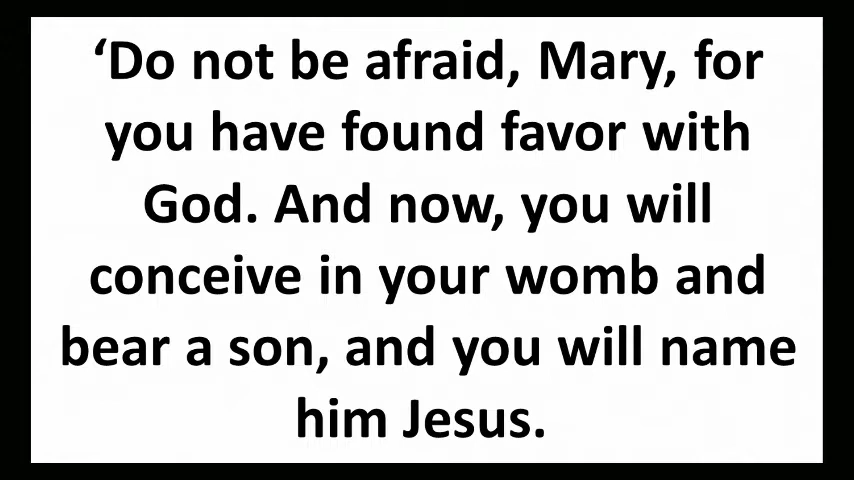 ‘Do not be afraid, Mary, for
you have found favor with
God. And now, you will
conceive in your womb and
bear a son, and you will name
him Jesus.